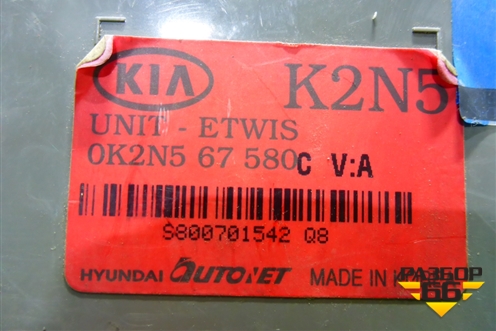 KIA K2N5
UNIT - ETWIS
0K2N5 67 580C V:A
S800701542 Q8
HYUNDAI AUTONET MADE IN K
РАЗБОР
66